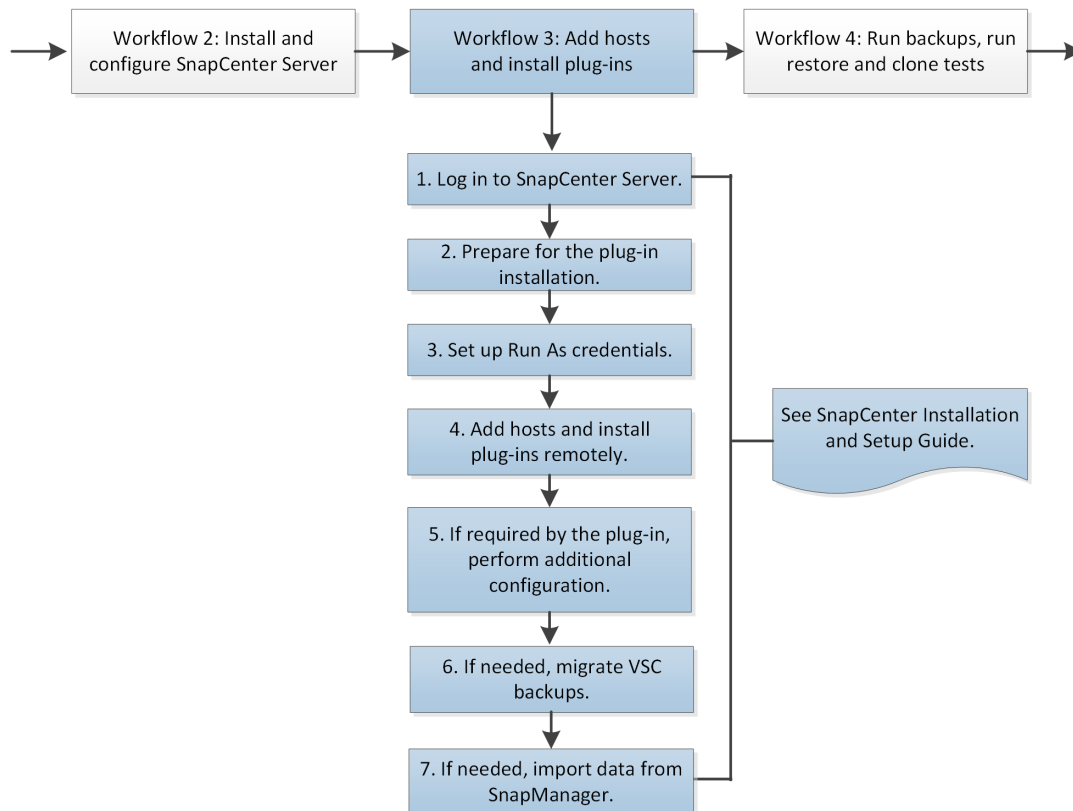 Workflow 2: Install and
configure SnapCenter Server
Workflow 3: Add hosts
and install plug-ins
Workflow 4: Run backups, run
restore and clone tests
1. Log in to SnapCenter Server.
2. Prepare for the plug-in
installation.
3. Set up Run As credentials.
4. Add hosts and install
plug-ins remotely.
See SnapCenter Installation
and Setup Guide.
5. If required by the plug-in,
perform additional
configuration.
6. If needed, migrate VSC
backups.
7. If needed, import data from
SnapManager.